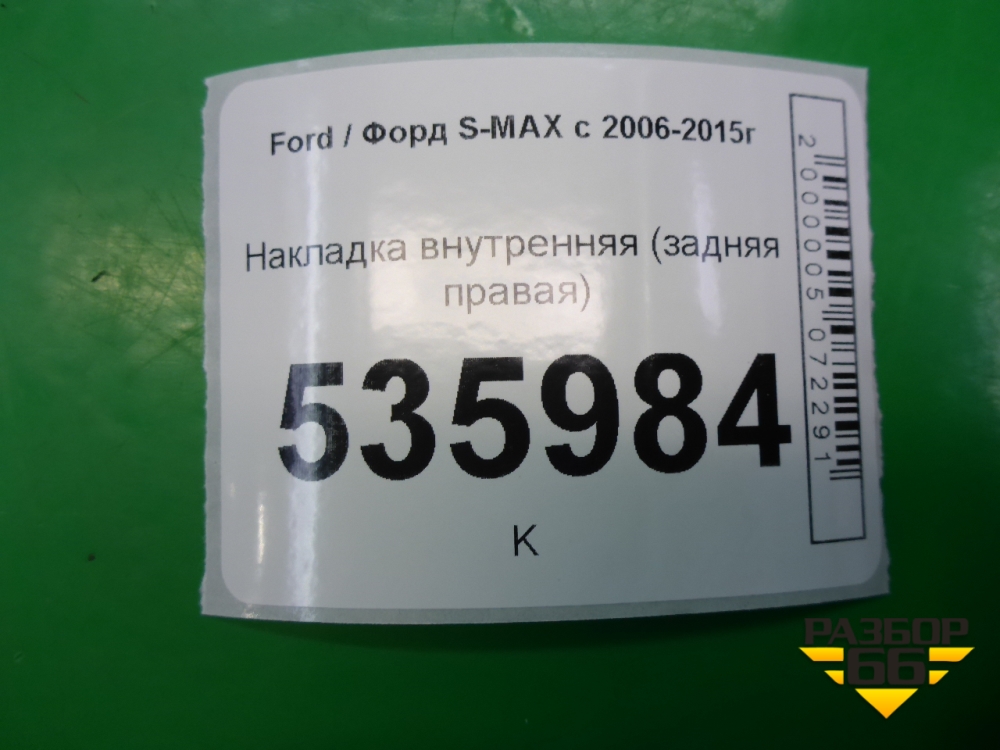 Ford / Форд S-MAX с 2006-2015г
Накладка внутренняя (задняя
правая)
535984
К
2000005072291
РАЗБОР
66